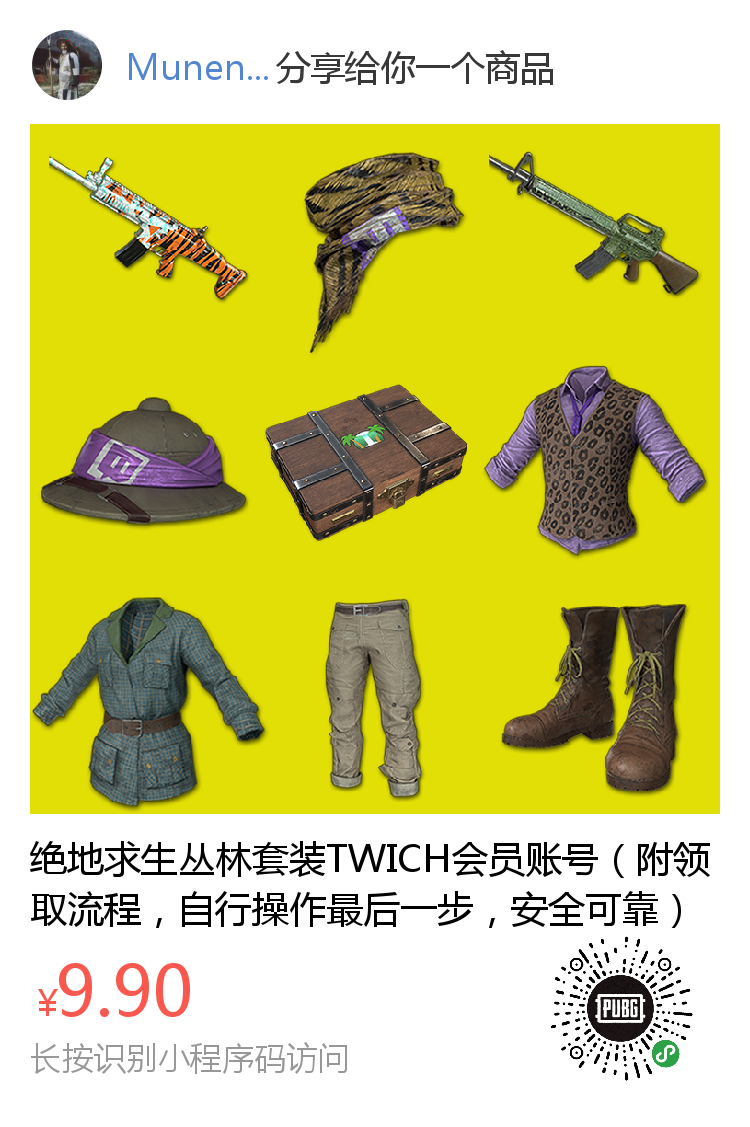 Munen... 分享给你一个商品
绝地求生丛林套装TWICH会员账号（附领
取流程，自行操作最后一步，安全可靠）
¥9.90
PUBG
长按识别小程序码访问